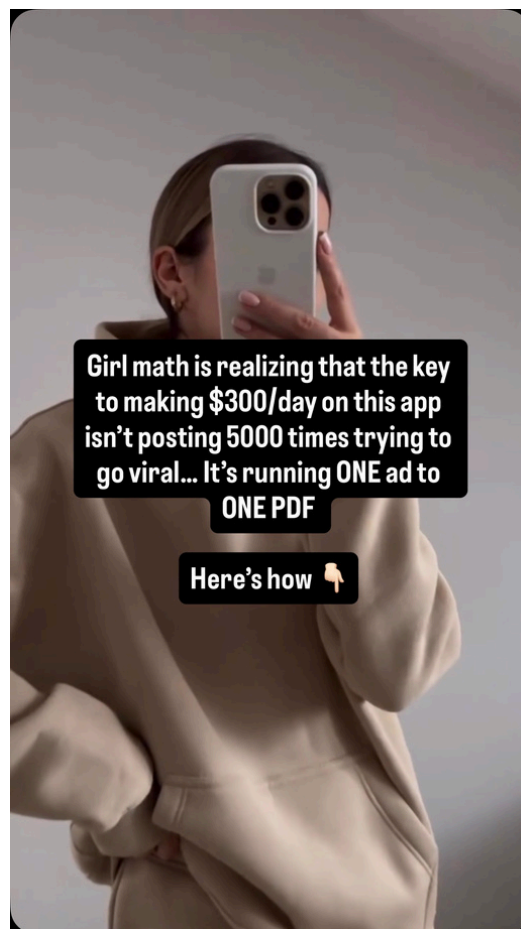 Girl math is realizing that the key
to making $300/day on this app
isn’t posting 5000 times trying to
go viral... It’s running ONE ad to
ONE PDF
Here’s how 👇🏻